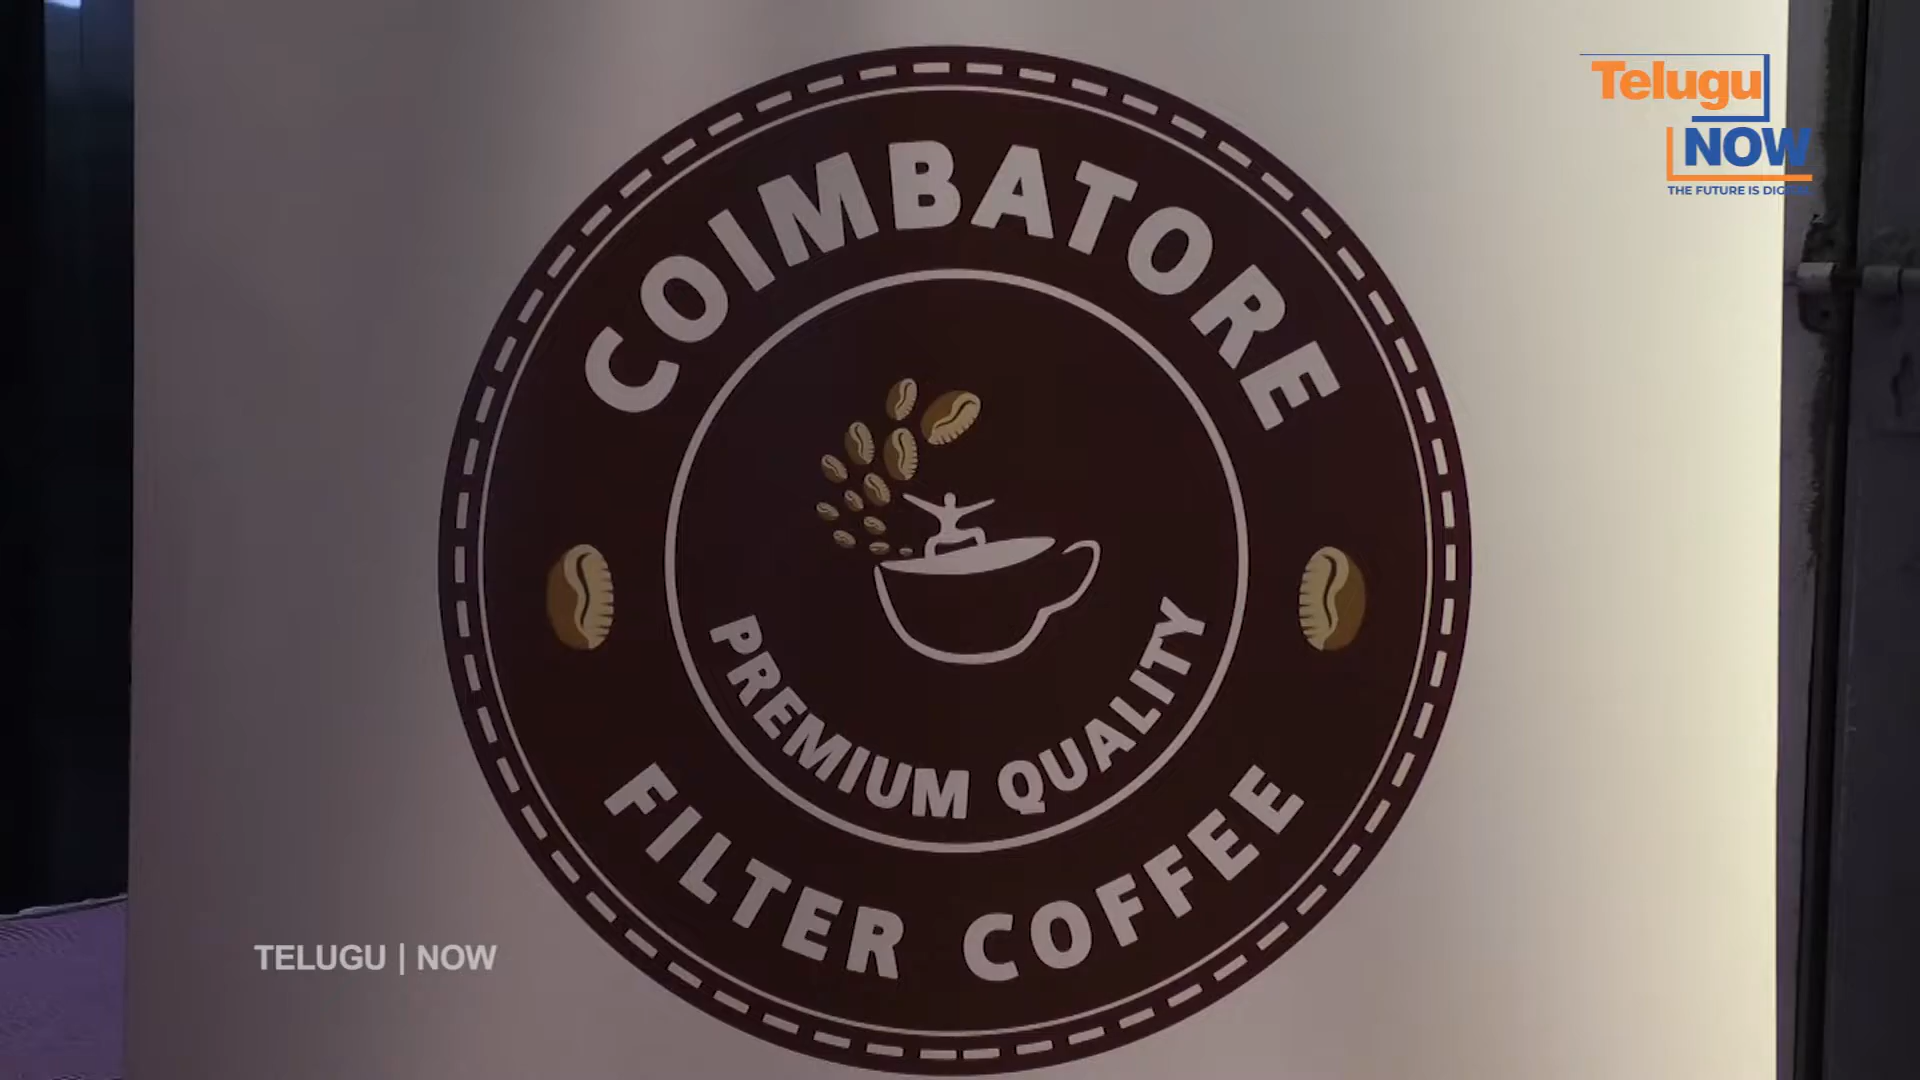 Telugu
NOW
THE FUTURE IS DIGITAL
COIMBATORE
PREMIUM QUALITY
FILTER COFFEE
TELUGU | NOW